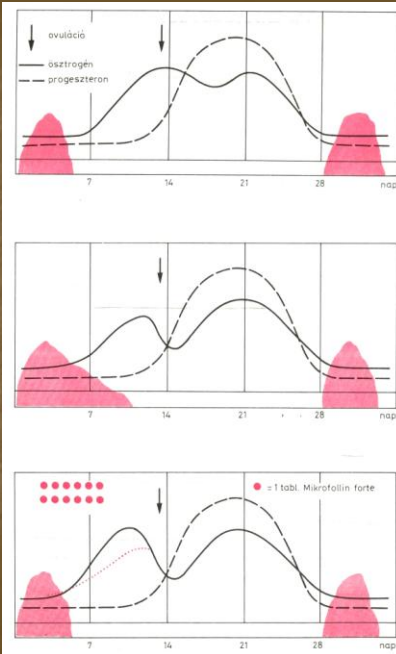 ovuláció
ösztrogén
progeszteron
7 14 21 28 nap
7 14 21 28 nap
= 1 tabl. Mikrofollin forte
7 14 21 28 nap